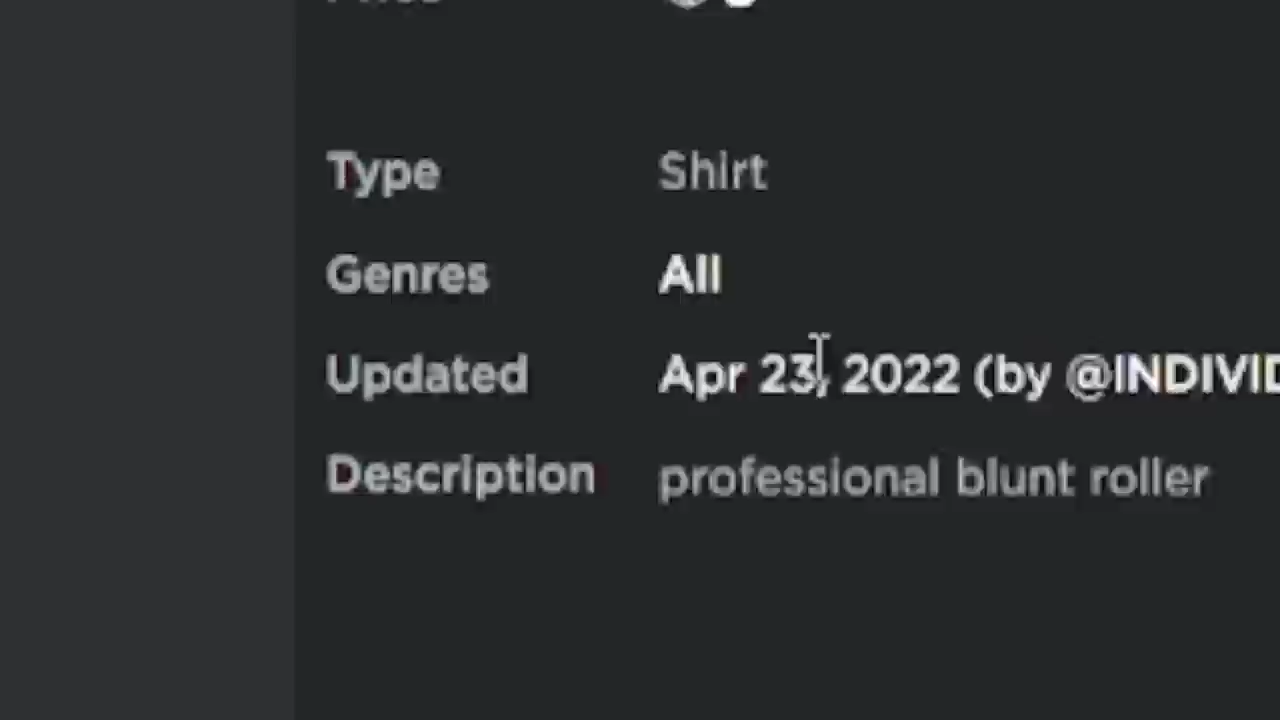 Type Shirt
Genres All
Updated Apr 23, 2022 (by @INDIVID
Description professional blunt roller